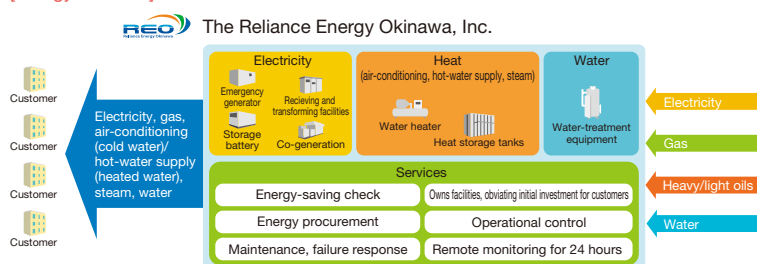 REO
Reliance Energy Okinawa
The Reliance Energy Okinawa, Inc.
Customer
Customer
Customer
Customer
Electricity, gas,
air-conditioning
(cold water)/
hot-water supply
(heated water),
steam, water
Electricity
Emergency
generator
Recieving and
transforming facilities
Storage
battery
Co-generation
Heat
(air-conditioning, hot-water supply, steam)
Water heater
Heat storage tanks
Water
Water-treatment
equipment
Services
Energy-saving check
Owns facilities, obviating initial investment for customers
Energy procurement
Operational control
Maintenance, failure response
Remote monitoring for 24 hours
Electricity
Gas
Heavy/light oils
Water